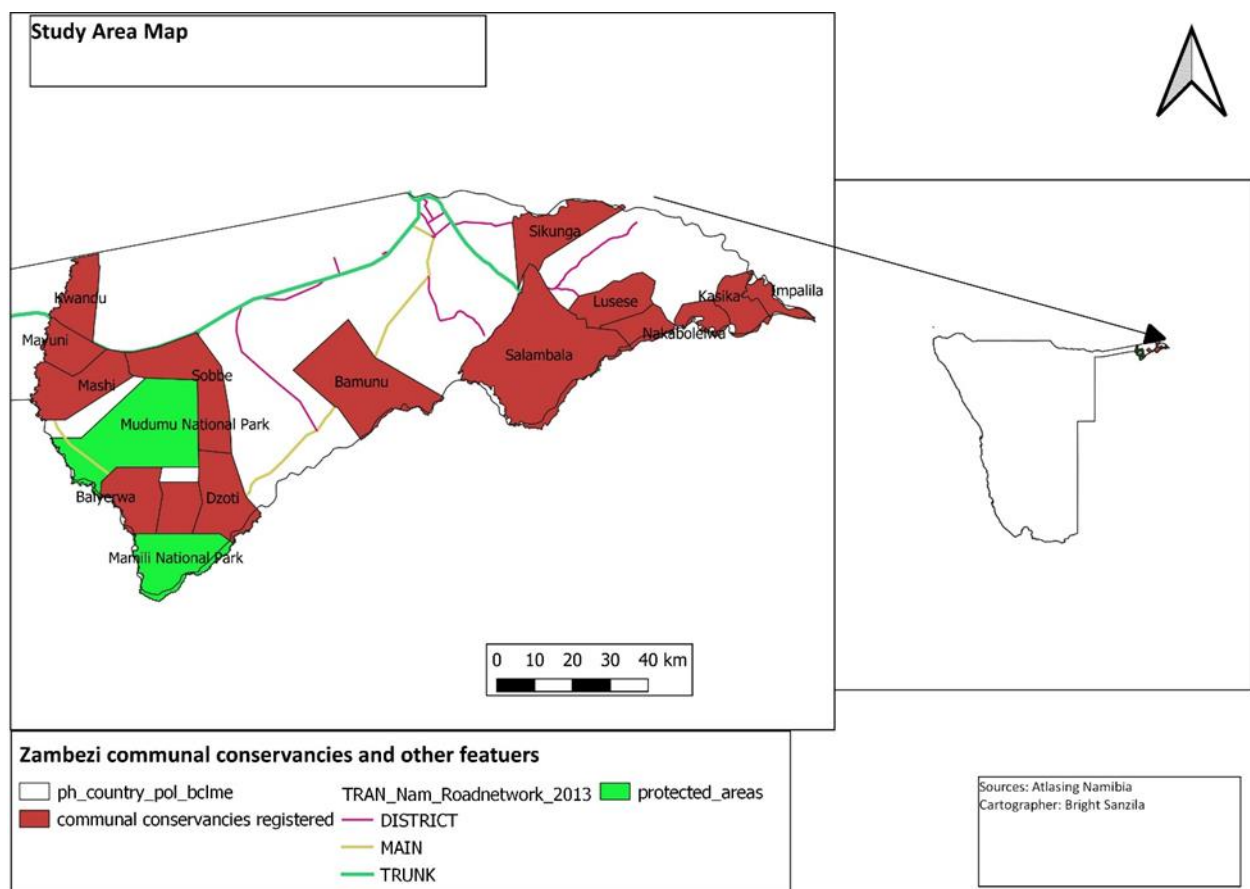 Study Area Map
Sikunga
Kwandu
Impalila
Kasika
Lusese
Mayuni
Nakabolelwa
Salambala
Mashi
Sobbe
Bamunu
Mudumu National Park
Balyerwa
Dzoti
Mamili National Park
0 10 20 30 40 km
Zambezi communal conservancies and other featuers
ph_country_pol_bclme
TRAN_Nam_Roadnetwork_2013
protected_areas
communal conservancies registered
DISTRICT
MAIN
TRUNK
Sources: Atlasing Namibia
Cartographer: Bright Sanzila